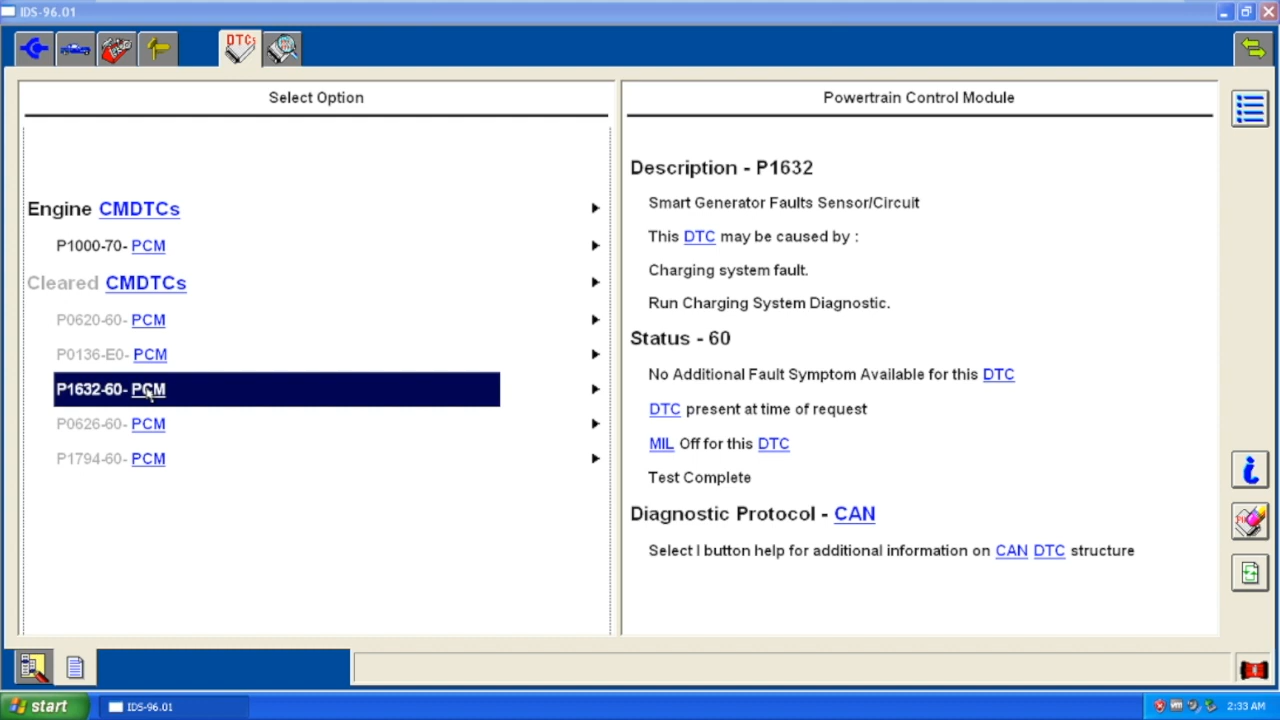 IDS-96.01
DTCs
Select Option
Engine CMDTCs
P1000-70- PCM
Cleared CMDTCs
P0620-60- PCM
P0136-E0- PCM
P1632-60- PCM
P0626-60- PCM
P1794-60- PCM
Powertrain Control Module
Description - P1632
Smart Generator Faults Sensor/Circuit
This DTC may be caused by :
Charging system fault.
Run Charging System Diagnostic.
Status - 60
No Additional Fault Symptom Available for this DTC
DTC present at time of request
MIL Off for this DTC
Test Complete
Diagnostic Protocol - CAN
Select I button help for additional information on CAN DTC structure
start
IDS-96.01
2:33 AM